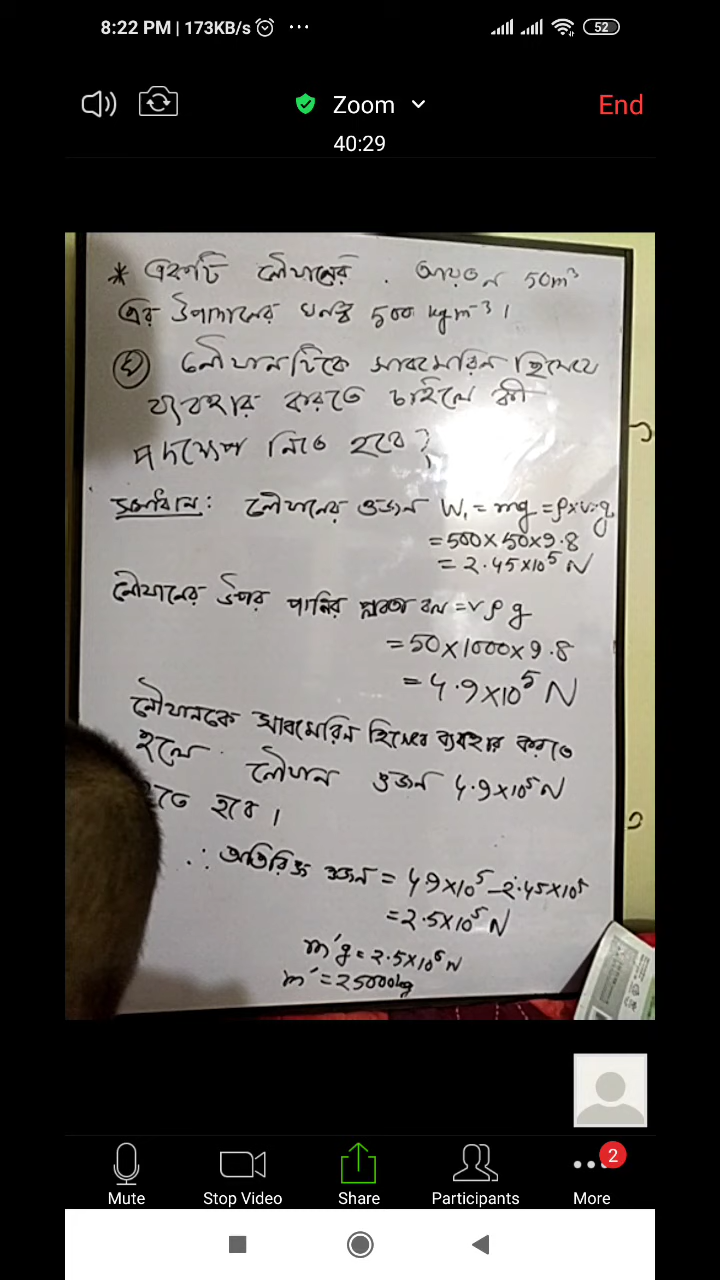 8:22 PM | 173KB/s ...
52
Zoom
End
40:29
* একটি নৌযানের . আয়তন 50m³
এর উপাদানের ঘনত্ব 500 kgm⁻³ ।
(ঘ) নৌযানটিকে সাবমেরিন হিসেবে
ব্যবহার করতে চাইলে কী
পদক্ষেপ নিতে হবে?
সমাধান: নৌযানের ওজন W₁ = mg = ρ×v×g
= 500×50×9.8
= 2.45×10⁵ N
নৌযানের উপর পানির প্লবতা বল = vρg
= 50×1000×9.8
= 4.9×10⁵ N
নৌযানকে সাবমেরিন হিসেবে ব্যবহার করতে
হলে নৌযান ওজন 4.9×10⁵ N
হতে হবে ।
∴ অতিরিক্ত ওজন = 4.9×10⁵ – 2.45×10⁵
= 2.5×10⁵ N
m'g = 2.5×10⁵ N
m' = 25000kg
Mute
Stop Video
Share
Participants
More
2